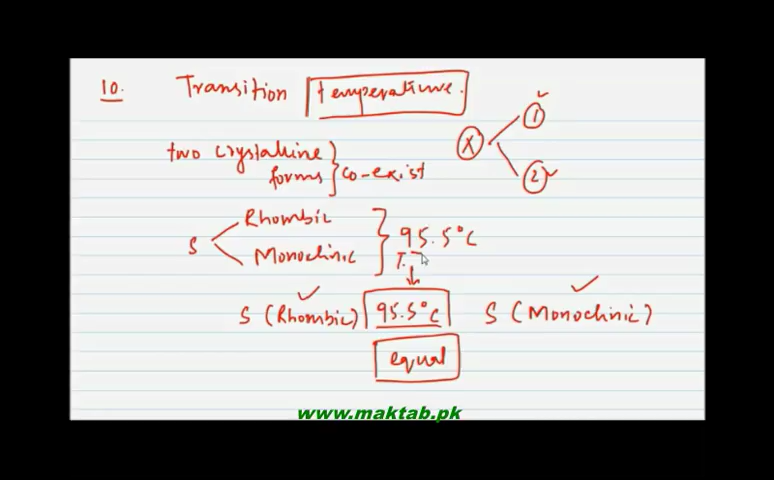 10. Transition temperature.
X 1
2
two crystalline forms } co-exist
S Rhombic
Monoclinic } 95.5°C
T.T
S (Rhombic) 95.5°C S (Monoclinic)
equal
www.maktab.pk